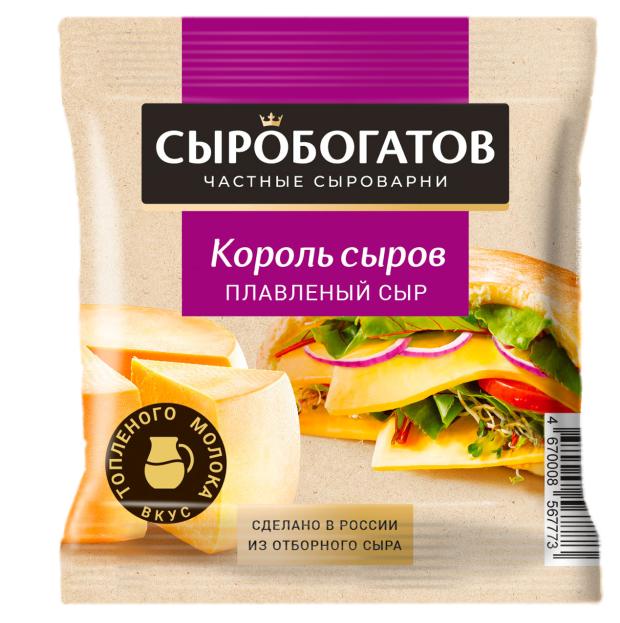 СЫРОБОГАТОВ
ЧАСТНЫЕ СЫРОВАРНИ
Король сыров
ПЛАВЛЕНЫЙ СЫР
ТОПЛЕНОГО МОЛОКА
ВКУС
СДЕЛАНО В РОССИИ
ИЗ ОТБОРНОГО СЫРА
4 670008 567773